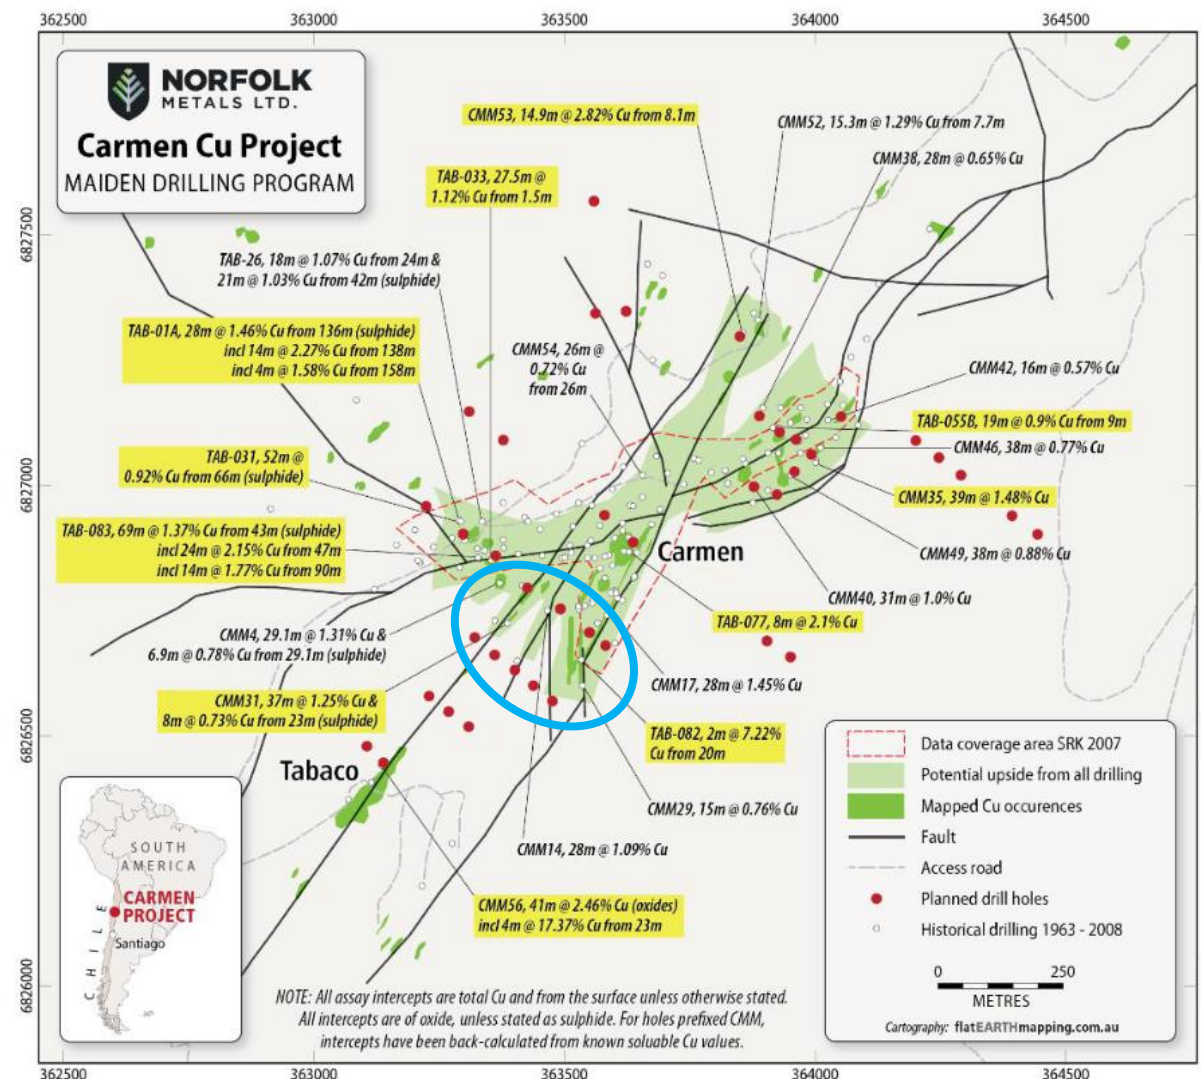 362500 363000 363500 364000 364500
NORFOLK
METALS LTD.
Carmen Cu Project
MAIDEN DRILLING PROGRAM
CMM53, 14.9m @ 2.82% Cu from 8.1m
CMM52, 15.3m @ 1.29% Cu from 7.7m
CMM38, 28m @ 0.65% Cu
TAB-033, 27.5m @
1.12% Cu from 1.5m
6827500
TAB-26, 18m @ 1.07% Cu from 24m &
21m @ 1.03% Cu from 42m (sulphide)
TAB-01A, 28m @ 1.46% Cu from 136m (sulphide)
incl 14m @ 2.27% Cu from 138m
incl 4m @ 1.58% Cu from 158m
CMM54, 26m @
0.72% Cu
from 26m
CMM42, 16m @ 0.57% Cu
TAB-055B, 19m @ 0.9% Cu from 9m
CMM46, 38m @ 0.77% Cu
TAB-031, 52m @
0.92% Cu from 66m (sulphide)
6827000
CMM35, 39m @ 1.48% Cu
TAB-083, 69m @ 1.37% Cu from 43m (sulphide)
incl 24m @ 2.15% Cu from 47m
incl 14m @ 1.77% Cu from 90m
Carmen
CMM49, 38m @ 0.88% Cu
CMM40, 31m @ 1.0% Cu
TAB-077, 8m @ 2.1% Cu
CMM4, 29.1m @ 1.31% Cu &
6.9m @ 0.78% Cu from 29.1m (sulphide)
CMM17, 28m @ 1.45% Cu
CMM31, 37m @ 1.25% Cu &
8m @ 0.73% Cu from 23m (sulphide)
TAB-082, 2m @ 7.22%
Cu from 20m
6826500
Tabaco
CMM29, 15m @ 0.76% Cu
CMM14, 28m @ 1.09% Cu
CMM56, 41m @ 2.46% Cu (oxides)
incl 4m @ 17.37% Cu from 23m
SOUTH
AMERICA
CARMEN
PROJECT
Santiago
CHILE
Data coverage area SRK 2007
Potential upside from all drilling
Mapped Cu occurences
Fault
Access road
Planned drill holes
Historical drilling 1963 - 2008
0 250
METRES
Cartography: flatEARTHmapping.com.au
6826000
NOTE: All assay intercepts are total Cu and from the surface unless otherwise stated.
All intercepts are of oxide, unless stated as sulphide. For holes prefixed CMM,
intercepts have been back-calculated from known soluable Cu values.
362500 363000 363500 364000 364500